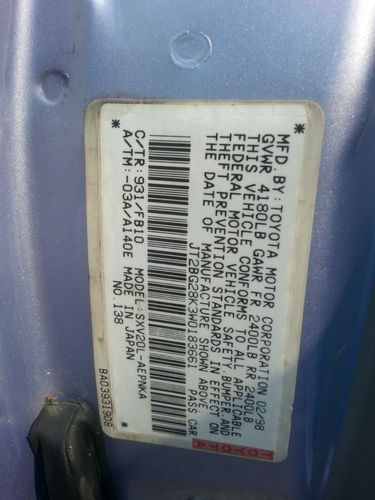 MFD. BY: TOYOTA MOTOR CORPORATION 02/98
GVWR 4180LB GAWR FR 2400LB RR 2400LB
THIS VEHICLE CONFORMS TO ALL APPLICABLE
FEDERAL MOTOR VEHICLE SAFETY, BUMPER AND
THEFT PREVENTION STANDARDS IN EFFECT ON
THE DATE OF MANUFACTURE SHOWN ABOVE.
JT2BG28K3W0183661 PASS CAR
TOYOTA
C/TR: 931/FB10 MODEL: SXV20L-AEPNKA
A/TM: -03A/A140E MADE IN JAPAN
NO. 138
BA03931908